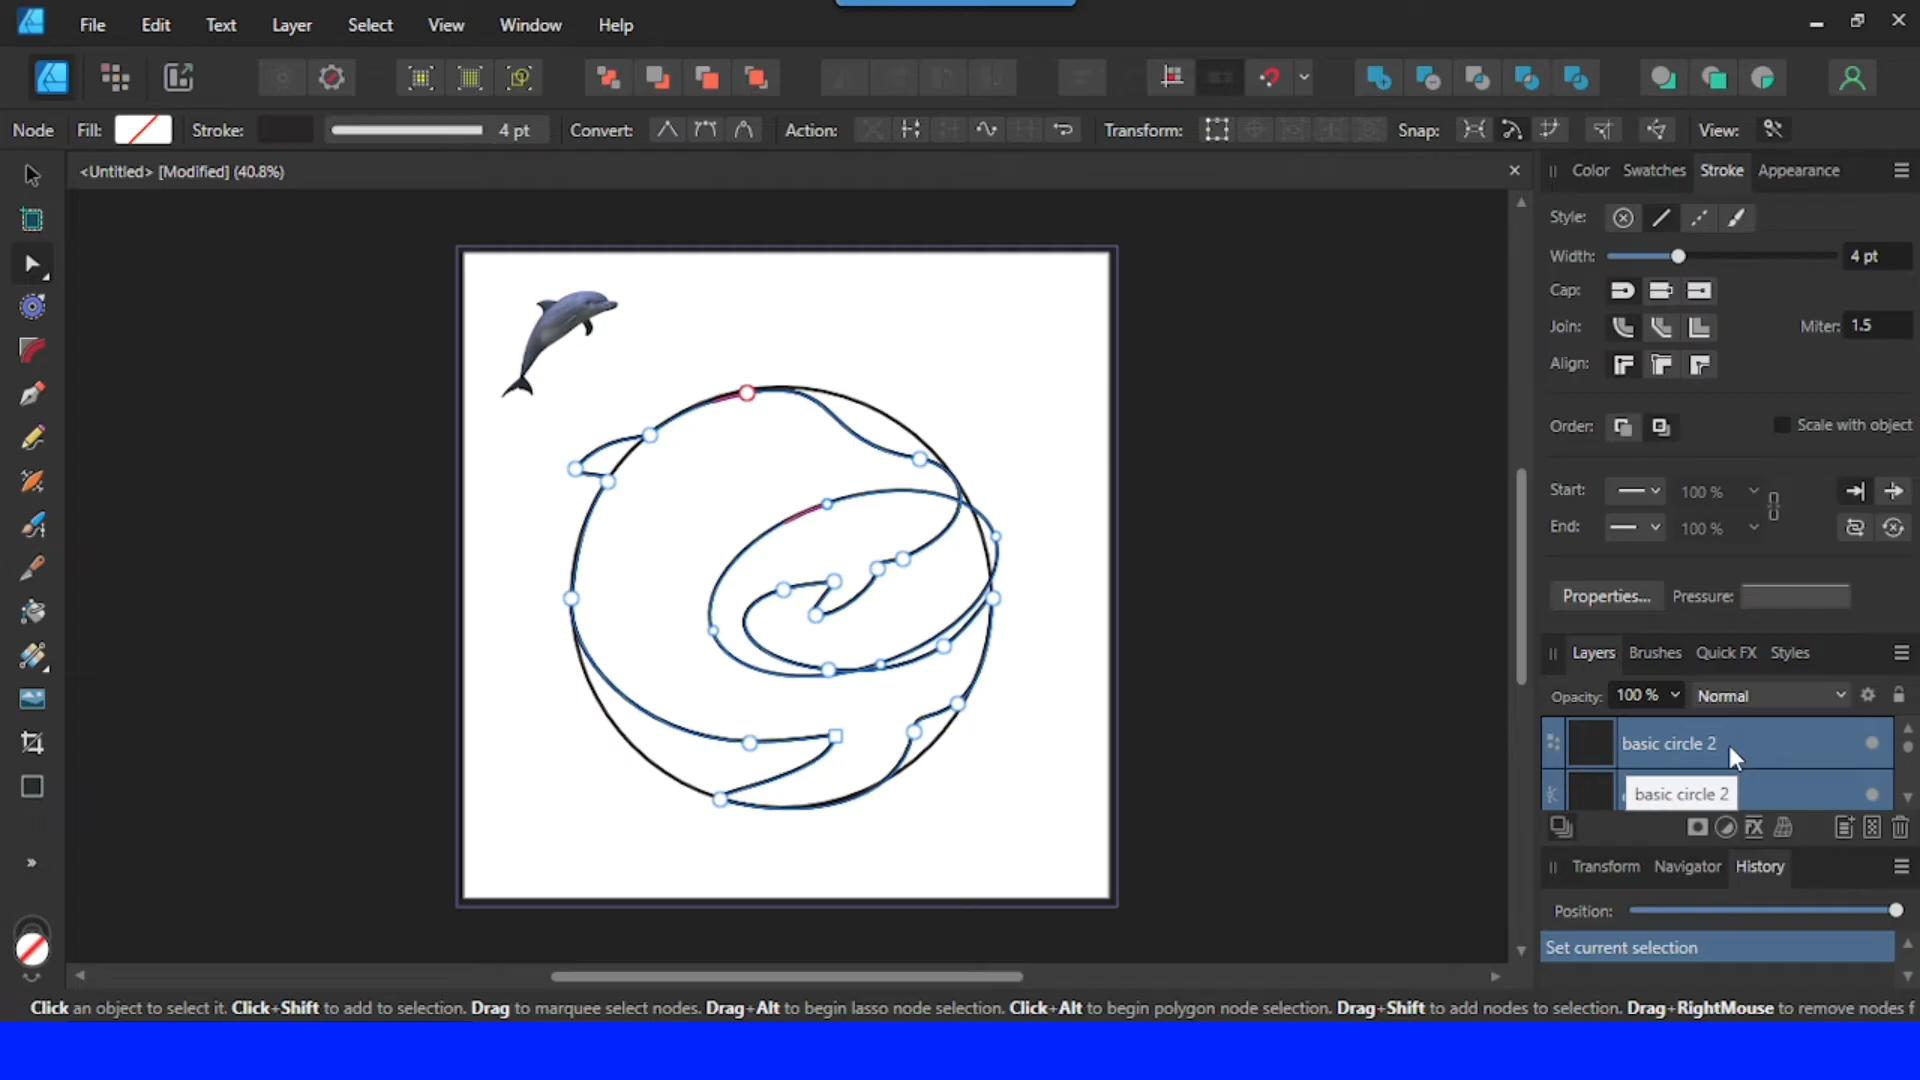 File Edit Text Layer Select View Window Help
Node Fill: Stroke: 4 pt Convert: Action: Transform: Snap: View:
<Untitled> [Modified] (40.8%)
Color Swatches Stroke Appearance
Style:
Width: 4 pt
Cap:
Join: Miter: 1.5
Align:
Order: Scale with object
Start: 100 %
End: 100 %
Properties... Pressure:
Layers Brushes Quick FX Styles
Opacity: 100 % Normal
basic circle 2
basic circle 2
Transform Navigator History
Position:
Set current selection
Click an object to select it. Click+Shift to add to selection. Drag to marquee select nodes. Drag+Alt to begin lasso node selection. Click+Alt to begin polygon node selection. Drag+Shift to add nodes to selection. Drag+RightMouse to remove nodes f